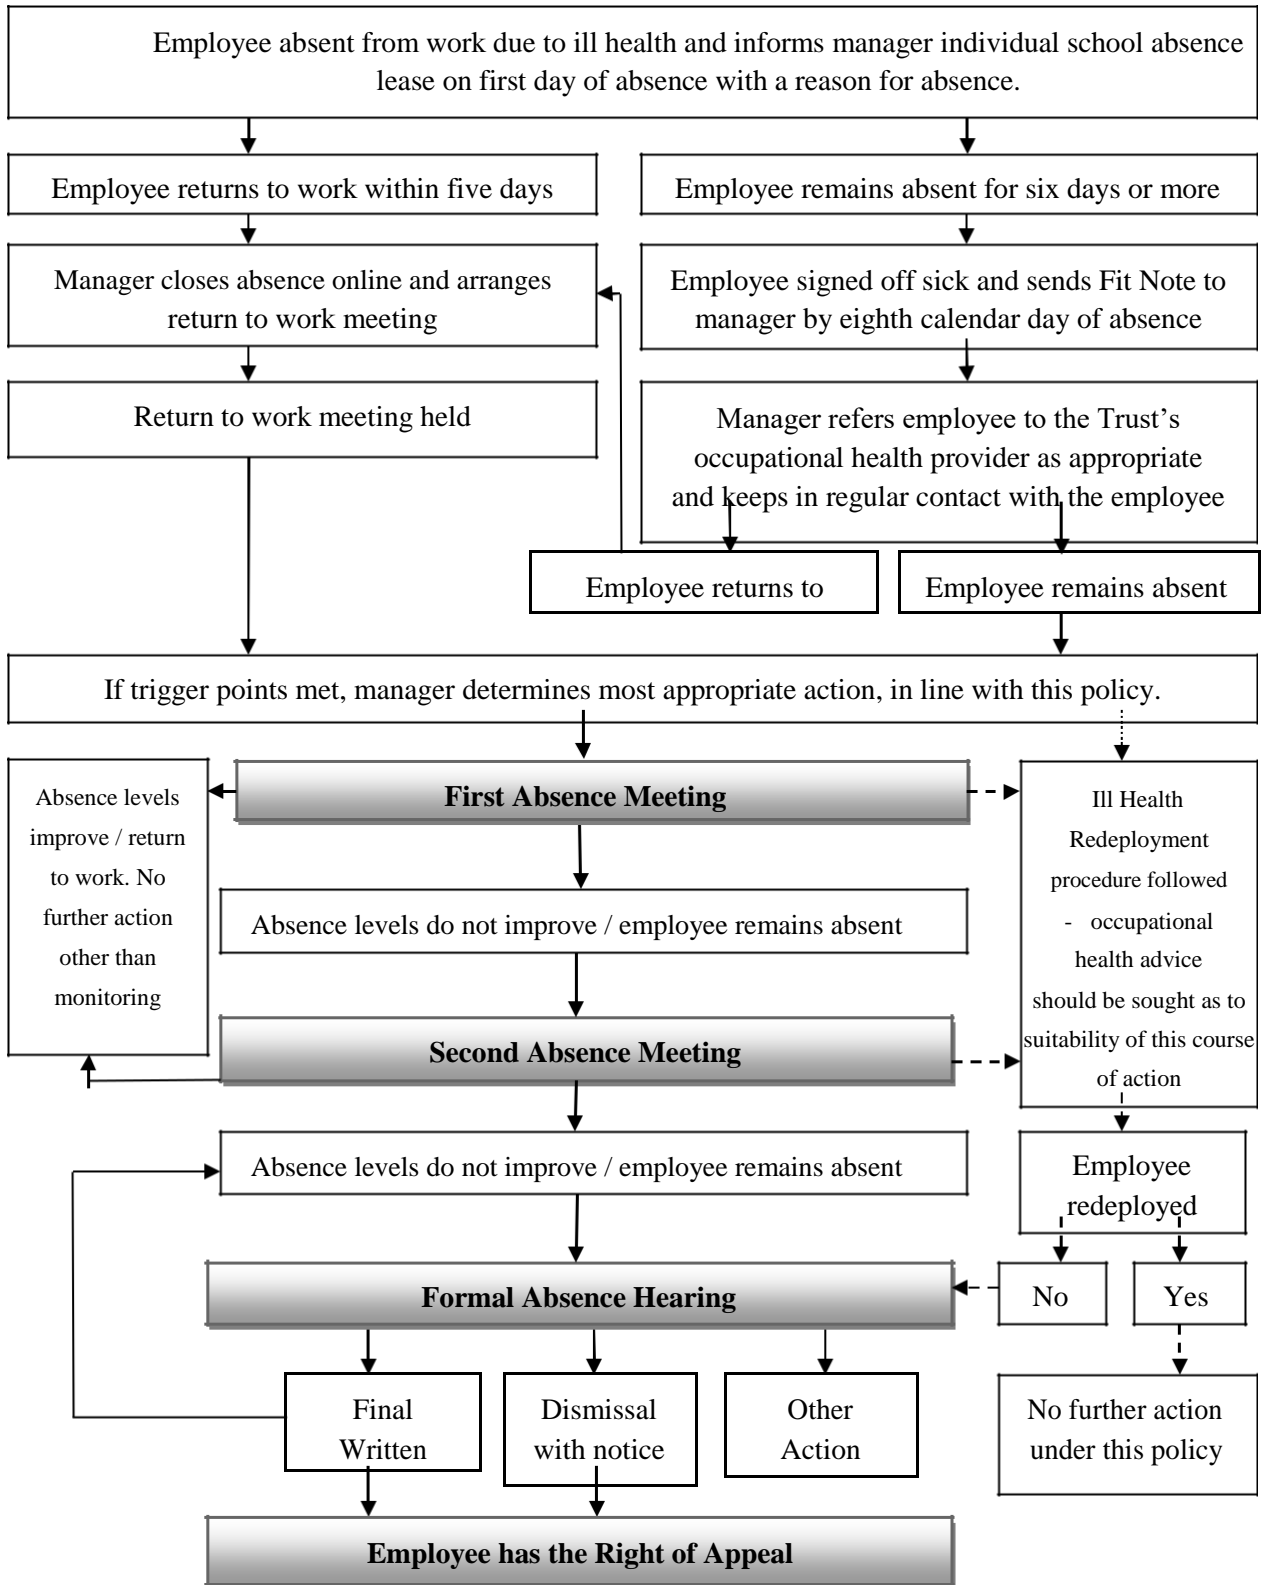 Employee absent from work due to ill health and informs manager individual school absence
lease on first day of absence with a reason for absence.
Employee returns to work within five days
Employee remains absent for six days or more
Manager closes absence online and arranges
return to work meeting
Employee signed off sick and sends Fit Note to
manager by eighth calendar day of absence
Return to work meeting held
Manager refers employee to the Trust's
occupational health provider as appropriate
and keeps in regular contact with the employee
Employee returns to
Employee remains absent
If trigger points met, manager determines most appropriate action, in line with this policy.
Absence levels
improve / return
to work. No
further action
other than
monitoring
First Absence Meeting
Ill Health
Redeployment
procedure followed
- occupational
health advice
should be sought as to
suitability of this course
of action
Absence levels do not improve / employee remains absent
Second Absence Meeting
Absence levels do not improve / employee remains absent
Employee
redeployed
Formal Absence Hearing
No
Yes
Final
Written
Dismissal
with notice
Other
Action
No further action
under this policy
Employee has the Right of Appeal